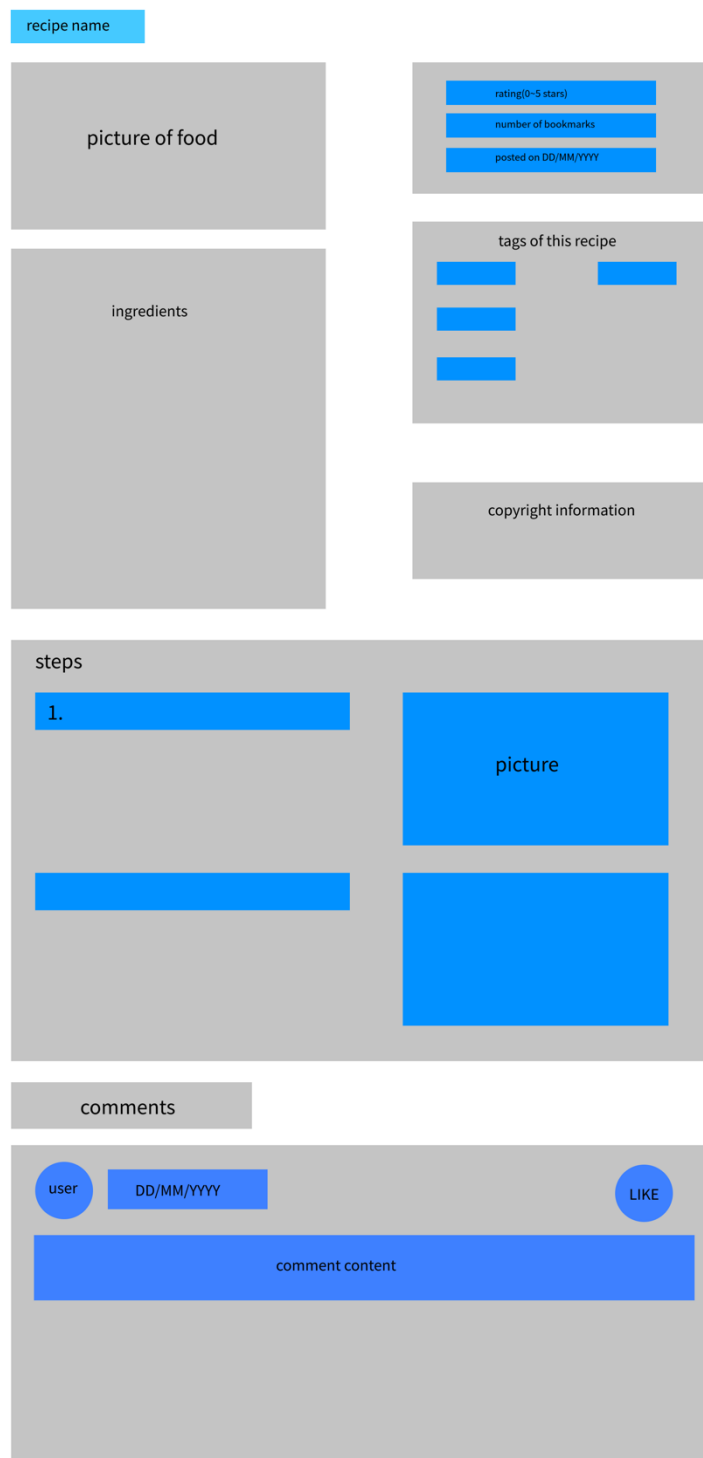 recipe name
picture of food
rating(0~5 stars)
number of bookmarks
posted on DD/MM/YYYY
ingredients
tags of this recipe
copyright information
steps
1.
picture
comments
user
DD/MM/YYYY
LIKE
comment content